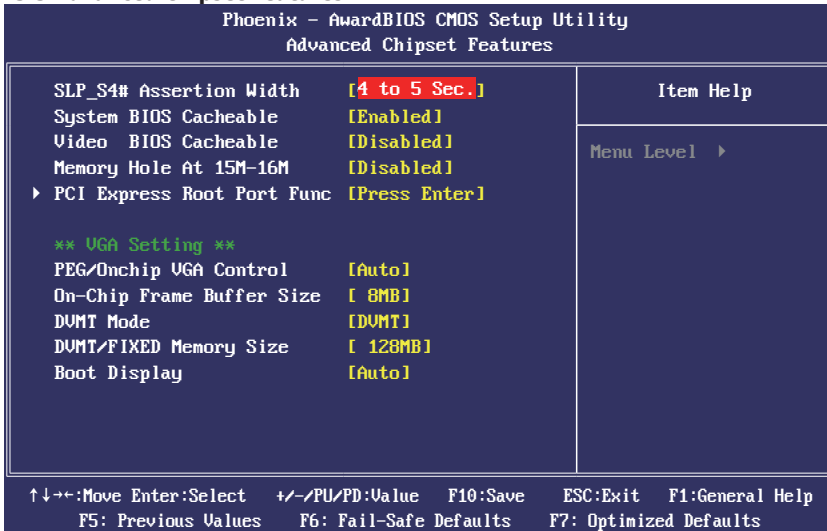 Phoenix - AwardBIOS CMOS Setup Utility
Advanced Chipset Features
SLP_S4# Assertion Width [4 to 5 Sec.]
System BIOS Cacheable [Enabled]
Video BIOS Cacheable [Disabled]
Memory Hole At 15M-16M [Disabled]
▸ PCI Express Root Port Func [Press Enter]
** VGA Setting **
PEG/Onchip VGA Control [Auto]
On-Chip Frame Buffer Size [ 8MB]
DVMT Mode [DVMT]
DVMT/FIXED Memory Size [ 128MB]
Boot Display [Auto]
Item Help
Menu Level ▸
↑↓→←:Move Enter:Select +/-/PU/PD:Value F10:Save ESC:Exit F1:General Help
F5: Previous Values F6: Fail-Safe Defaults F7: Optimized Defaults